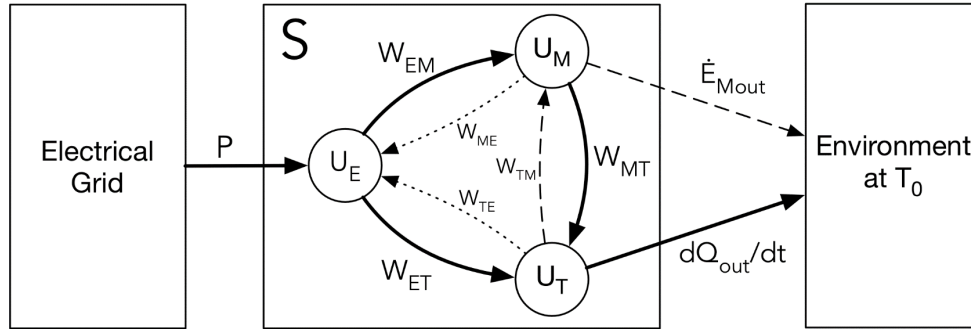 S
U_M
W_EM
Ė_Mout
W_ME
Electrical
Grid
P
U_E
W_TM
W_MT
Environment
at T_0
W_TE
W_ET
U_T
dQ_out/dt